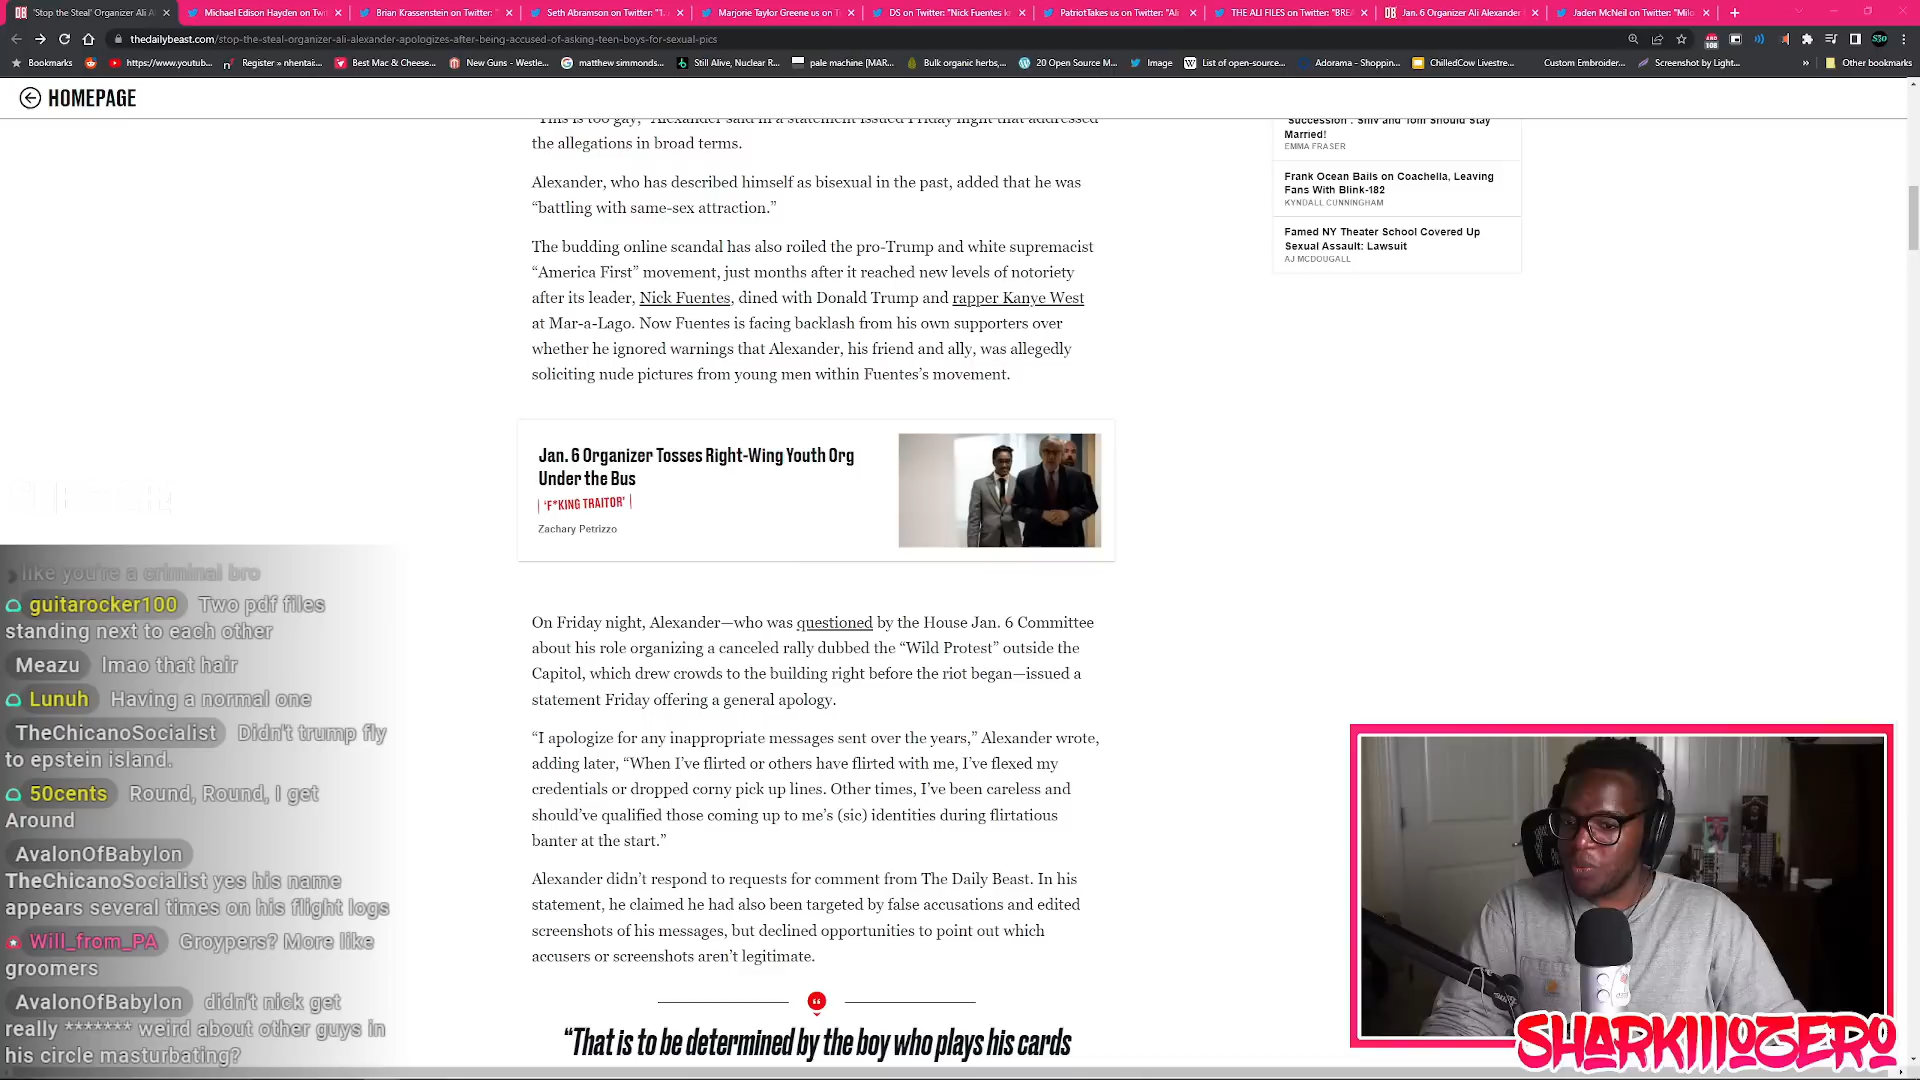 "Stop the Steal" Organizer Ali Al
Michael Edison Hayden on Twit
Brian Krassenstein on Twitter: "
Seth Abramson on Twitter: "1.
Marjorie Taylor Greene us on T
DS on Twitter: "Nick Fuentes lo
PatriotTakes us on Twitter: "Ali
THE ALI FILES on Twitter: "BREA
Jan. 6 Organizer Ali Alexander
Jaden McNeil on Twitter: "Milo
thedailybeast.com/stop-the-steal-organizer-ali-alexander-apologizes-after-being-accused-of-asking-teen-boys-for-sexual-pics
Bookmarks
https://www.youtub...
Register » nhentai...
Best Mac & Cheese...
New Guns - Westle...
matthew simmonds...
Still Alive, Nuclear R...
pale machine [MAR...
Bulk organic herbs,...
20 Open Source M...
Image
List of open-source...
Adorama - Shoppin...
ChilledCow Livestre...
Custom Embroider...
Screenshot by Light...
»
Other bookmarks
HOMEPAGE
"This is too gay," Alexander said in a statement issued Friday night that addressed
the allegations in broad terms.
Alexander, who has described himself as bisexual in the past, added that he was
“battling with same-sex attraction.”
The budding online scandal has also roiled the pro-Trump and white supremacist
“America First” movement, just months after it reached new levels of notoriety
after its leader, Nick Fuentes, dined with Donald Trump and rapper Kanye West
at Mar-a-Lago. Now Fuentes is facing backlash from his own supporters over
whether he ignored warnings that Alexander, his friend and ally, was allegedly
soliciting nude pictures from young men within Fuentes’s movement.
Jan. 6 Organizer Tosses Right-Wing Youth Org
Under the Bus
‘F*KING TRAITOR’
Zachary Petrizzo
On Friday night, Alexander—who was questioned by the House Jan. 6 Committee
about his role organizing a canceled rally dubbed the “Wild Protest” outside the
Capitol, which drew crowds to the building right before the riot began—issued a
statement Friday offering a general apology.
“I apologize for any inappropriate messages sent over the years,” Alexander wrote,
adding later, “When I’ve flirted or others have flirted with me, I’ve flexed my
credentials or dropped corny pick up lines. Other times, I’ve been careless and
should’ve qualified those coming up to me’s (sic) identities during flirtatious
banter at the start.”
Alexander didn’t respond to requests for comment from The Daily Beast. In his
statement, he claimed he had also been targeted by false accusations and edited
screenshots of his messages, but declined opportunities to point out which
accusers or screenshots aren’t legitimate.
“That is to be determined by the boy who plays his cards
'Succession': Shiv and Tom Should Stay
Married!
EMMA FRASER
Frank Ocean Bails on Coachella, Leaving
Fans With Blink-182
KYNDALL CUNNINGHAM
Famed NY Theater School Covered Up
Sexual Assault: Lawsuit
AJ MCDOUGALL
like you're a criminal bro
guitarocker100 Two pdf files
standing next to each other
Meazu lmao that hair
Lunuh Having a normal one
TheChicanoSocialist Didn't trump fly
to epstein island.
50cents Round, Round, I get
Around
AvalonOfBabylon
TheChicanoSocialist yes his name
appears several times on his flight logs
Will_from_PA Groypers? More like
groomers
AvalonOfBabylon didn't nick get
really ******* weird about other guys in
his circle masturbating?
SHARKIIIOZERO